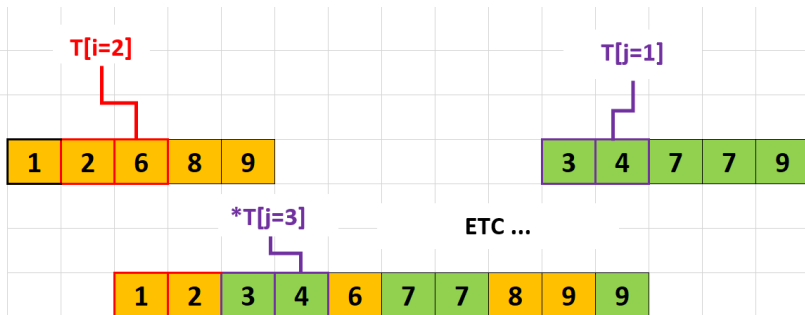 T[i=2]
T[j=1]
1 2 6 8 9
3 4 7 7 9
*T[j=3]
ETC ...
1 2 3 4 6 7 7 8 9 9